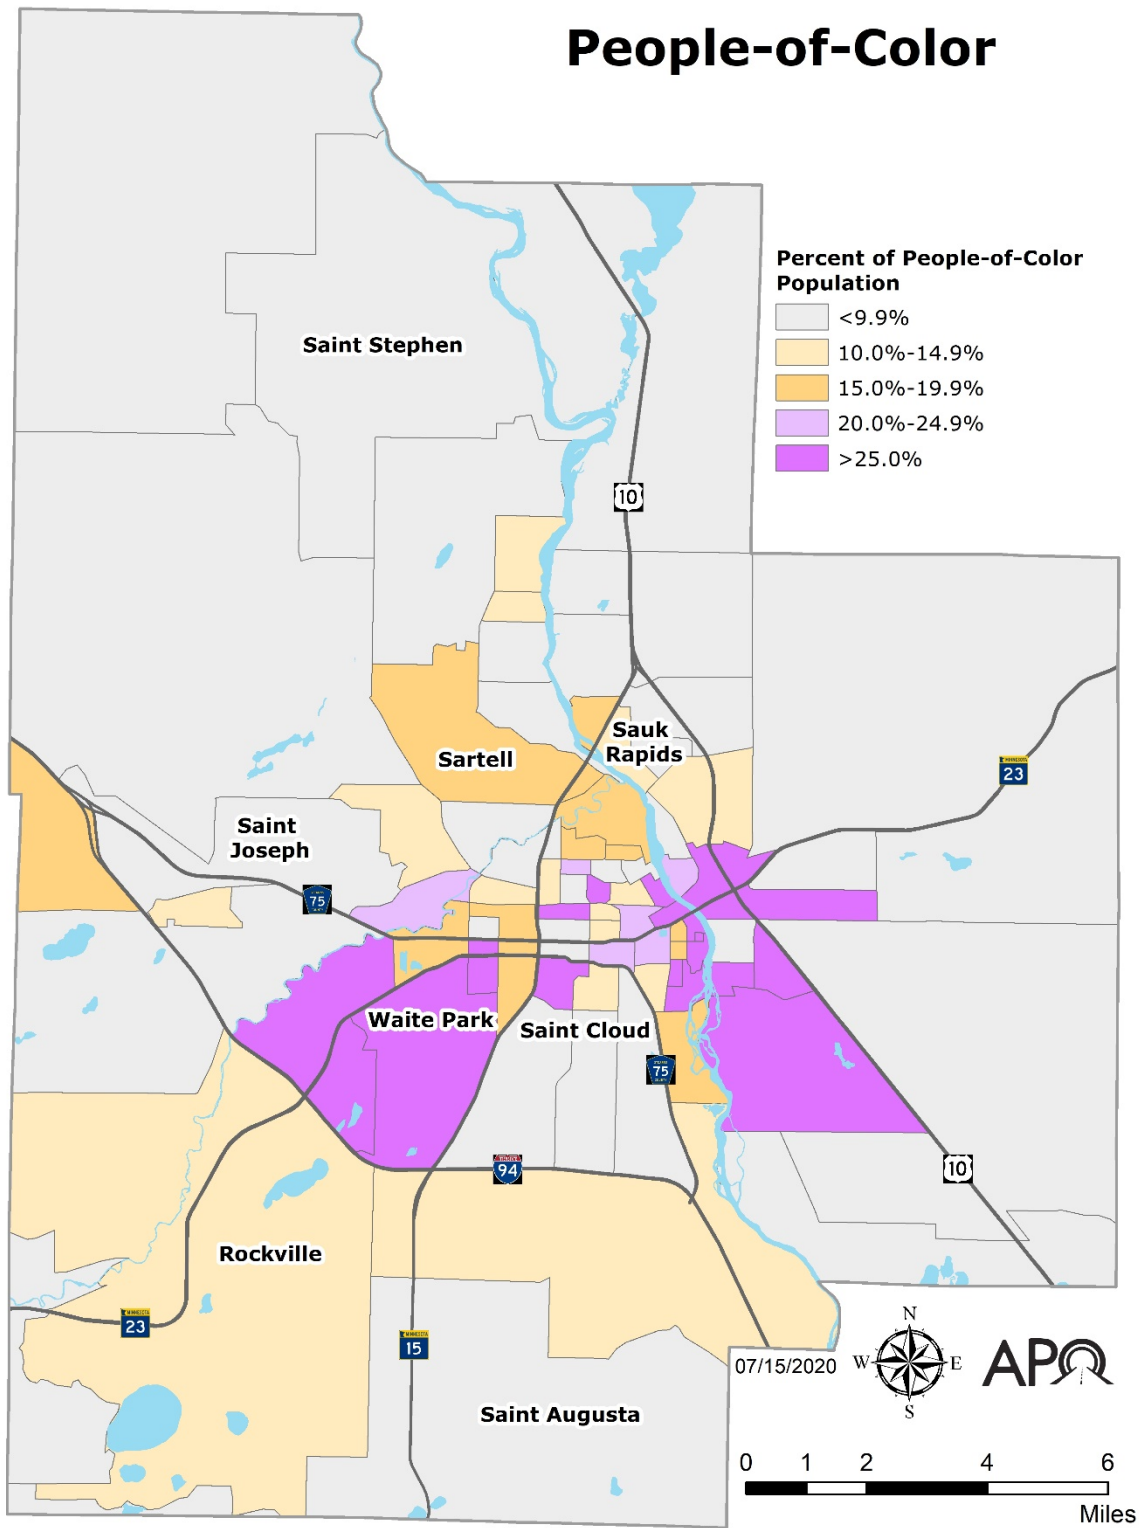 People-of-Color
Percent of People-of-Color
Population
<9.9%
10.0%-14.9%
15.0%-19.9%
20.0%-24.9%
>25.0%
Saint Stephen
10
Sauk
Rapids
Sartell
MINNESOTA
23
Saint
Joseph
75
Waite Park
Saint Cloud
75
94
10
Rockville
MINNESOTA
23
MINNESOTA
15
Saint Augusta
07/15/2020
N
W
E
S
APO
0 1 2 4 6
Miles